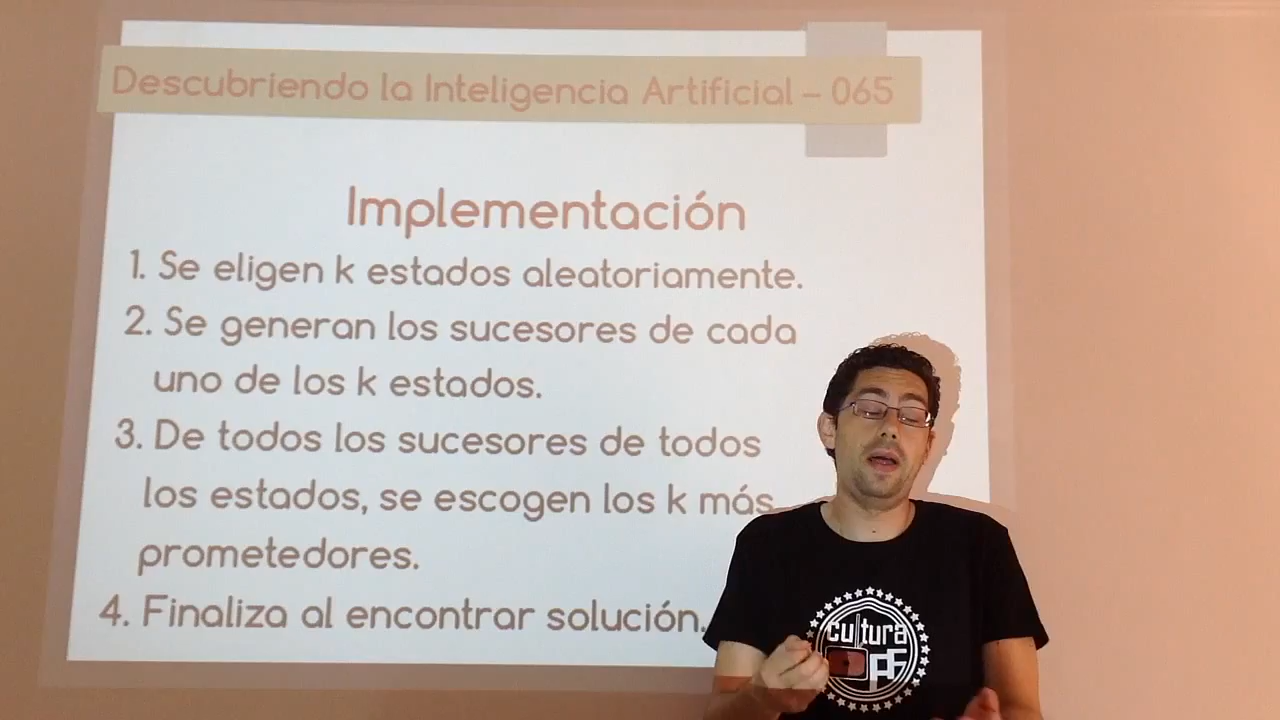 Descubriendo la Inteligencia Artificial – 065
Implementación
1. Se eligen k estados aleatoriamente.
2. Se generan los sucesores de cada
uno de los k estados.
3. De todos los sucesores de todos
los estados, se escogen los k más
prometedores.
4. Finaliza al encontrar solución.
cultura